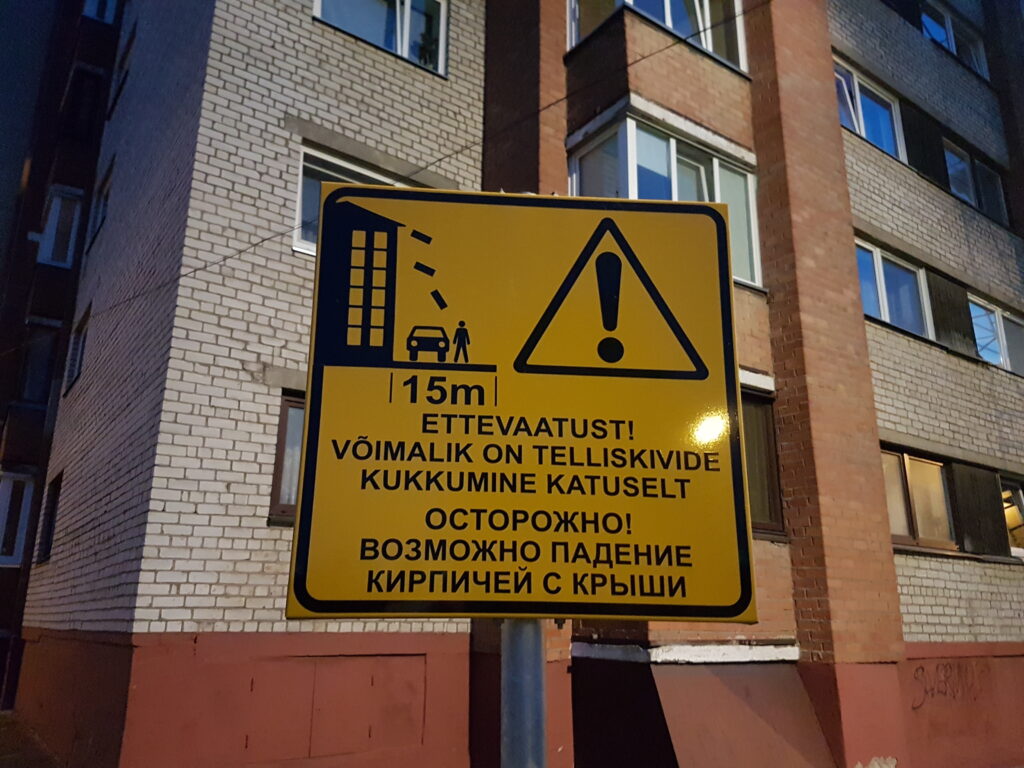 15m
ETTEVAATUST!
VÕIMALIK ON TELLISKIVIDE
KUKKUMINE KATUSELT
ОСТОРОЖНО!
ВОЗМОЖНО ПАДЕНИЕ
КИРПИЧЕЙ С КРЫШИ